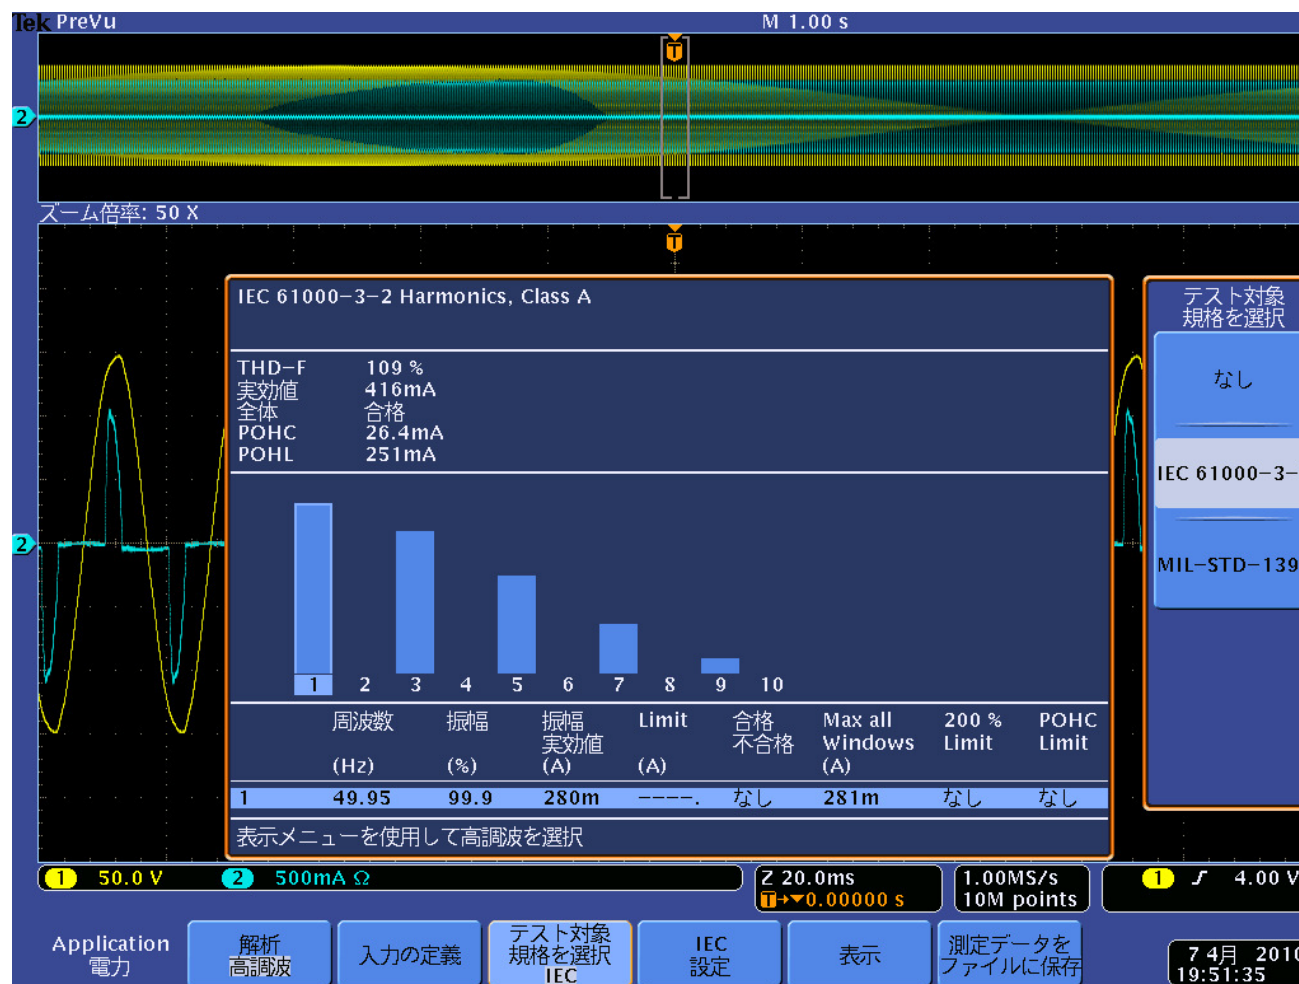 Tek PreVu
M 1.00 s
T
2
ズーム倍率: 50 X
T
IEC 61000-3-2 Harmonics, Class A
THD-F 109 %
実効値 416mA
全体 合格
POHC 26.4mA
POHL 251mA
2
1 2 3 4 5 6 7 8 9 10
周波数 振幅 振幅 Limit 合格 Max all 200 % POHC
実効値 不合格 Windows Limit Limit
(Hz) (%) (A) (A) (A)
1 49.95 99.9 280m ----. なし 281m なし なし
表示メニューを使用して高調波を選択
テスト対象
規格を選択
なし
IEC 61000-3-
MIL-STD-139
1 50.0 V 2 500mA Ω
Z 20.0ms
T→▼0.00000 s
1.00MS/s
10M points
1 4.00 V
Application
電力
解析
高調波
入力の定義
テスト対象
規格を選択
IEC
IEC
設定
表示
測定データを
ファイルに保存
7 4月 2010
19:51:35